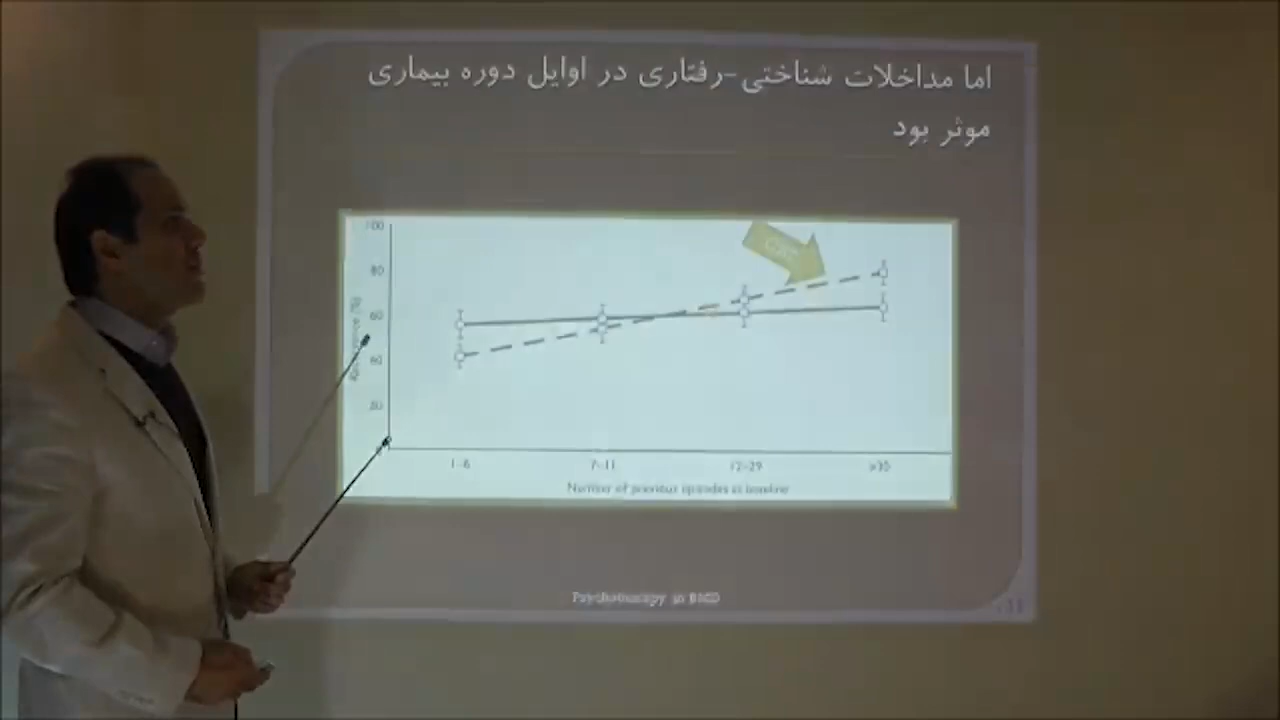 اما مداخلات شناختی-رفتاری در اوایل دوره بیماری
موثر بود
100
80
60
40
20
1-6
7-11
12-29
>30
Number of previous episodes at baseline
Psychotherapy in BMD